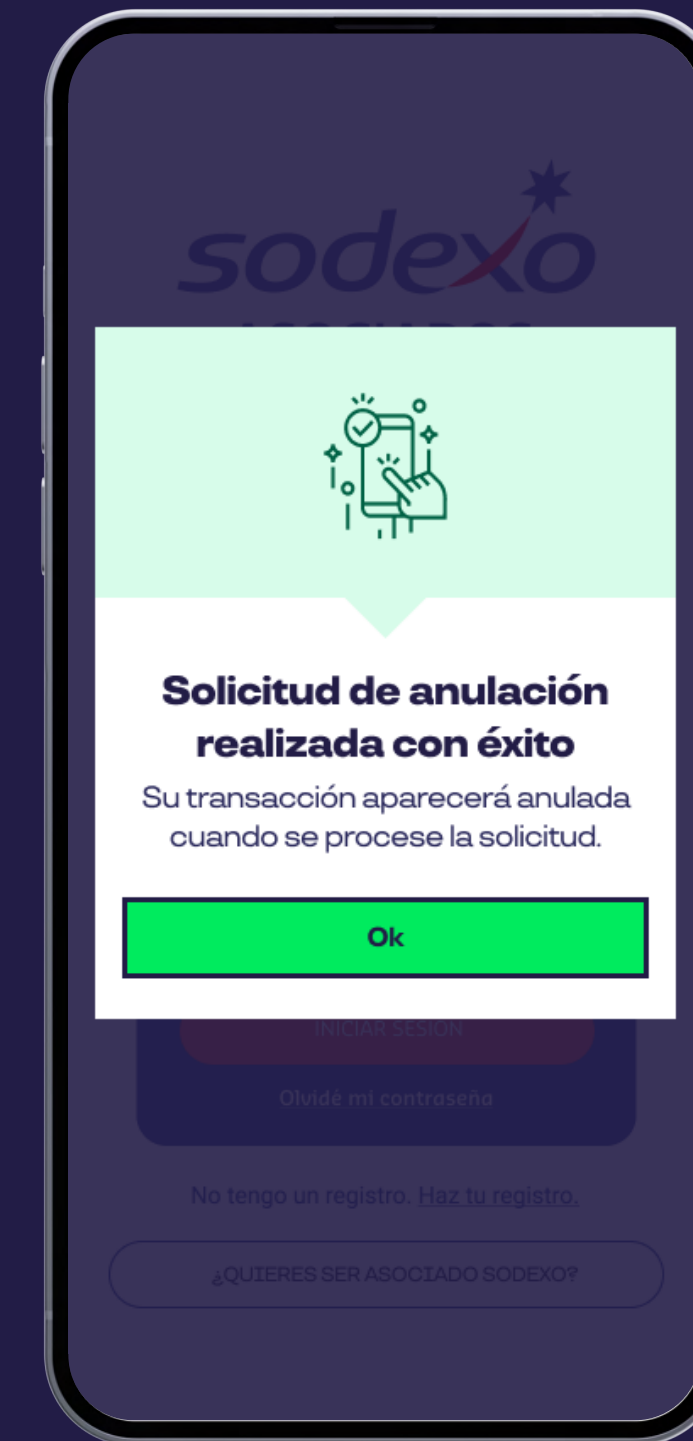 sodexo
Solicitud de anulación
realizada con éxito
Su transacción aparecerá anulada
cuando se procese la solicitud.
Ok
INICIAR SESIÓN
Olvidé mi contraseña
No tengo un registro. Haz tu registro.
¿QUIERES SER ASOCIADO SODEXO?